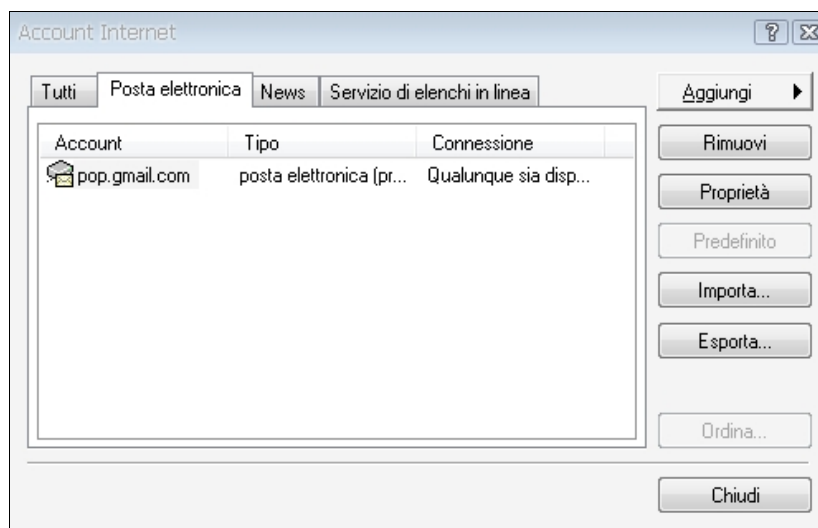 Account Internet
Tutti Posta elettronica News Servizio di elenchi in linea
Aggiungi
Account Tipo Connessione
Rimuovi
pop.gmail.com posta elettronica (pr... Qualunque sia disp...
Proprietà
Predefinito
Importa...
Esporta...
Ordina...
Chiudi